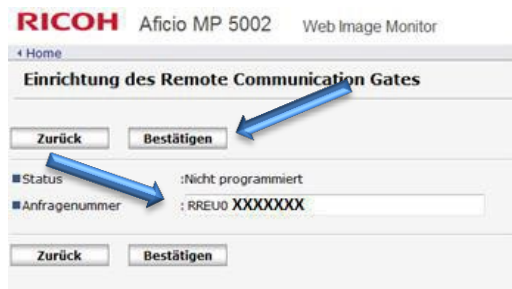 RICOH Aficio MP 5002 Web Image Monitor
Home
Einrichtung des Remote Communication Gates
Zurück Bestätigen
Status :Nicht programmiert
Anfragenummer : RREU0 XXXXXXX
Zurück Bestätigen